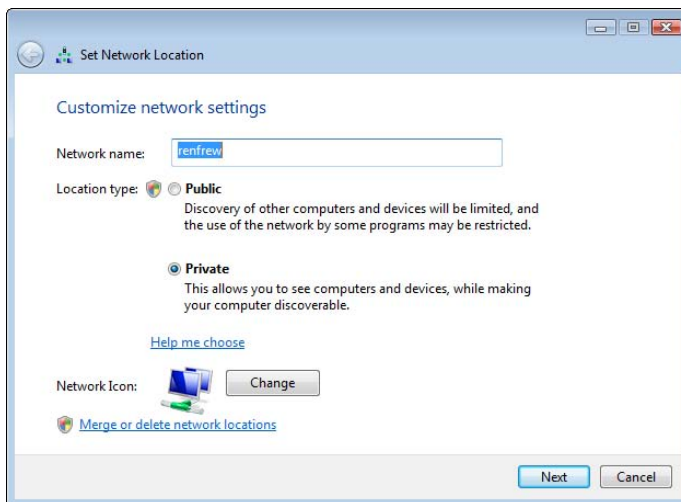 Set Network Location
Customize network settings
Network name: renfrew
Location type: Public
Discovery of other computers and devices will be limited, and
the use of the network by some programs may be restricted.
Private
This allows you to see computers and devices, while making
your computer discoverable.
Help me choose
Network Icon: Change
Merge or delete network locations
Next Cancel